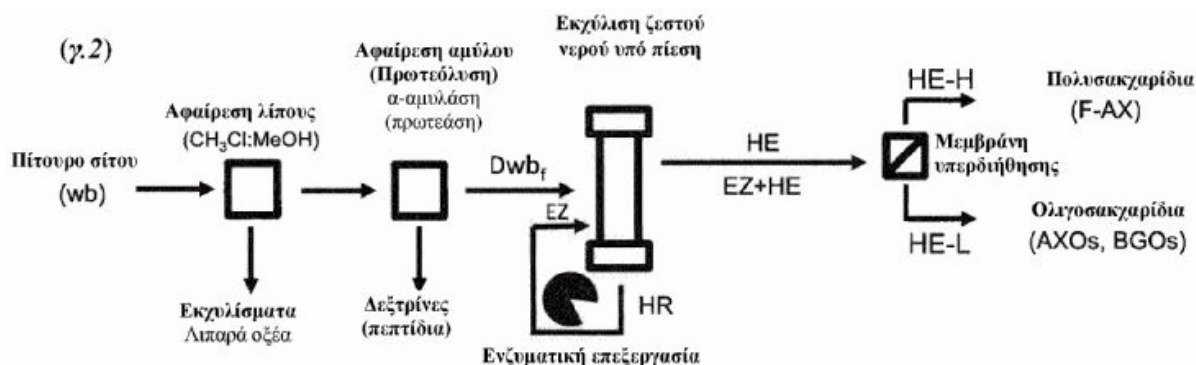 (γ.2)
Πίτουρο σίτου
(wb)
Αφαίρεση λίπους
(CH3Cl:MeOH)
Εκχυλίσματα
Λιπαρά οξέα
Αφαίρεση αμύλου
(Πρωτεόλυση)
α-αμυλάση
(πρωτεάση)
Δεξτρίνες
(πεπτίδια)
Dwbf
EZ
Εκχύλιση ζεστού
νερού υπό πίεση
HR
Ενζυματική επεξεργασία
HE
EZ+HE
HE-H
Μεμβράνη
υπερδιήθησης
HE-L
Πολυσακχαρίδια
(F-AX)
Ολιγοσακχαρίδια
(AXOs, BGOs)